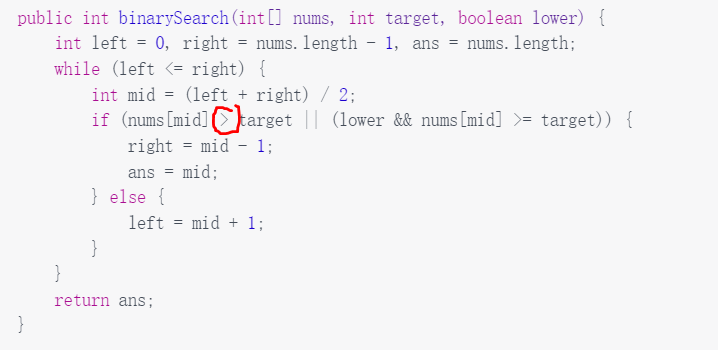 public int binarySearch(int[] nums, int target, boolean lower) {
int left = 0, right = nums.length - 1, ans = nums.length;
while (left <= right) {
int mid = (left + right) / 2;
if (nums[mid] > target || (lower && nums[mid] >= target)) {
right = mid - 1;
ans = mid;
} else {
left = mid + 1;
}
}
return ans;
}